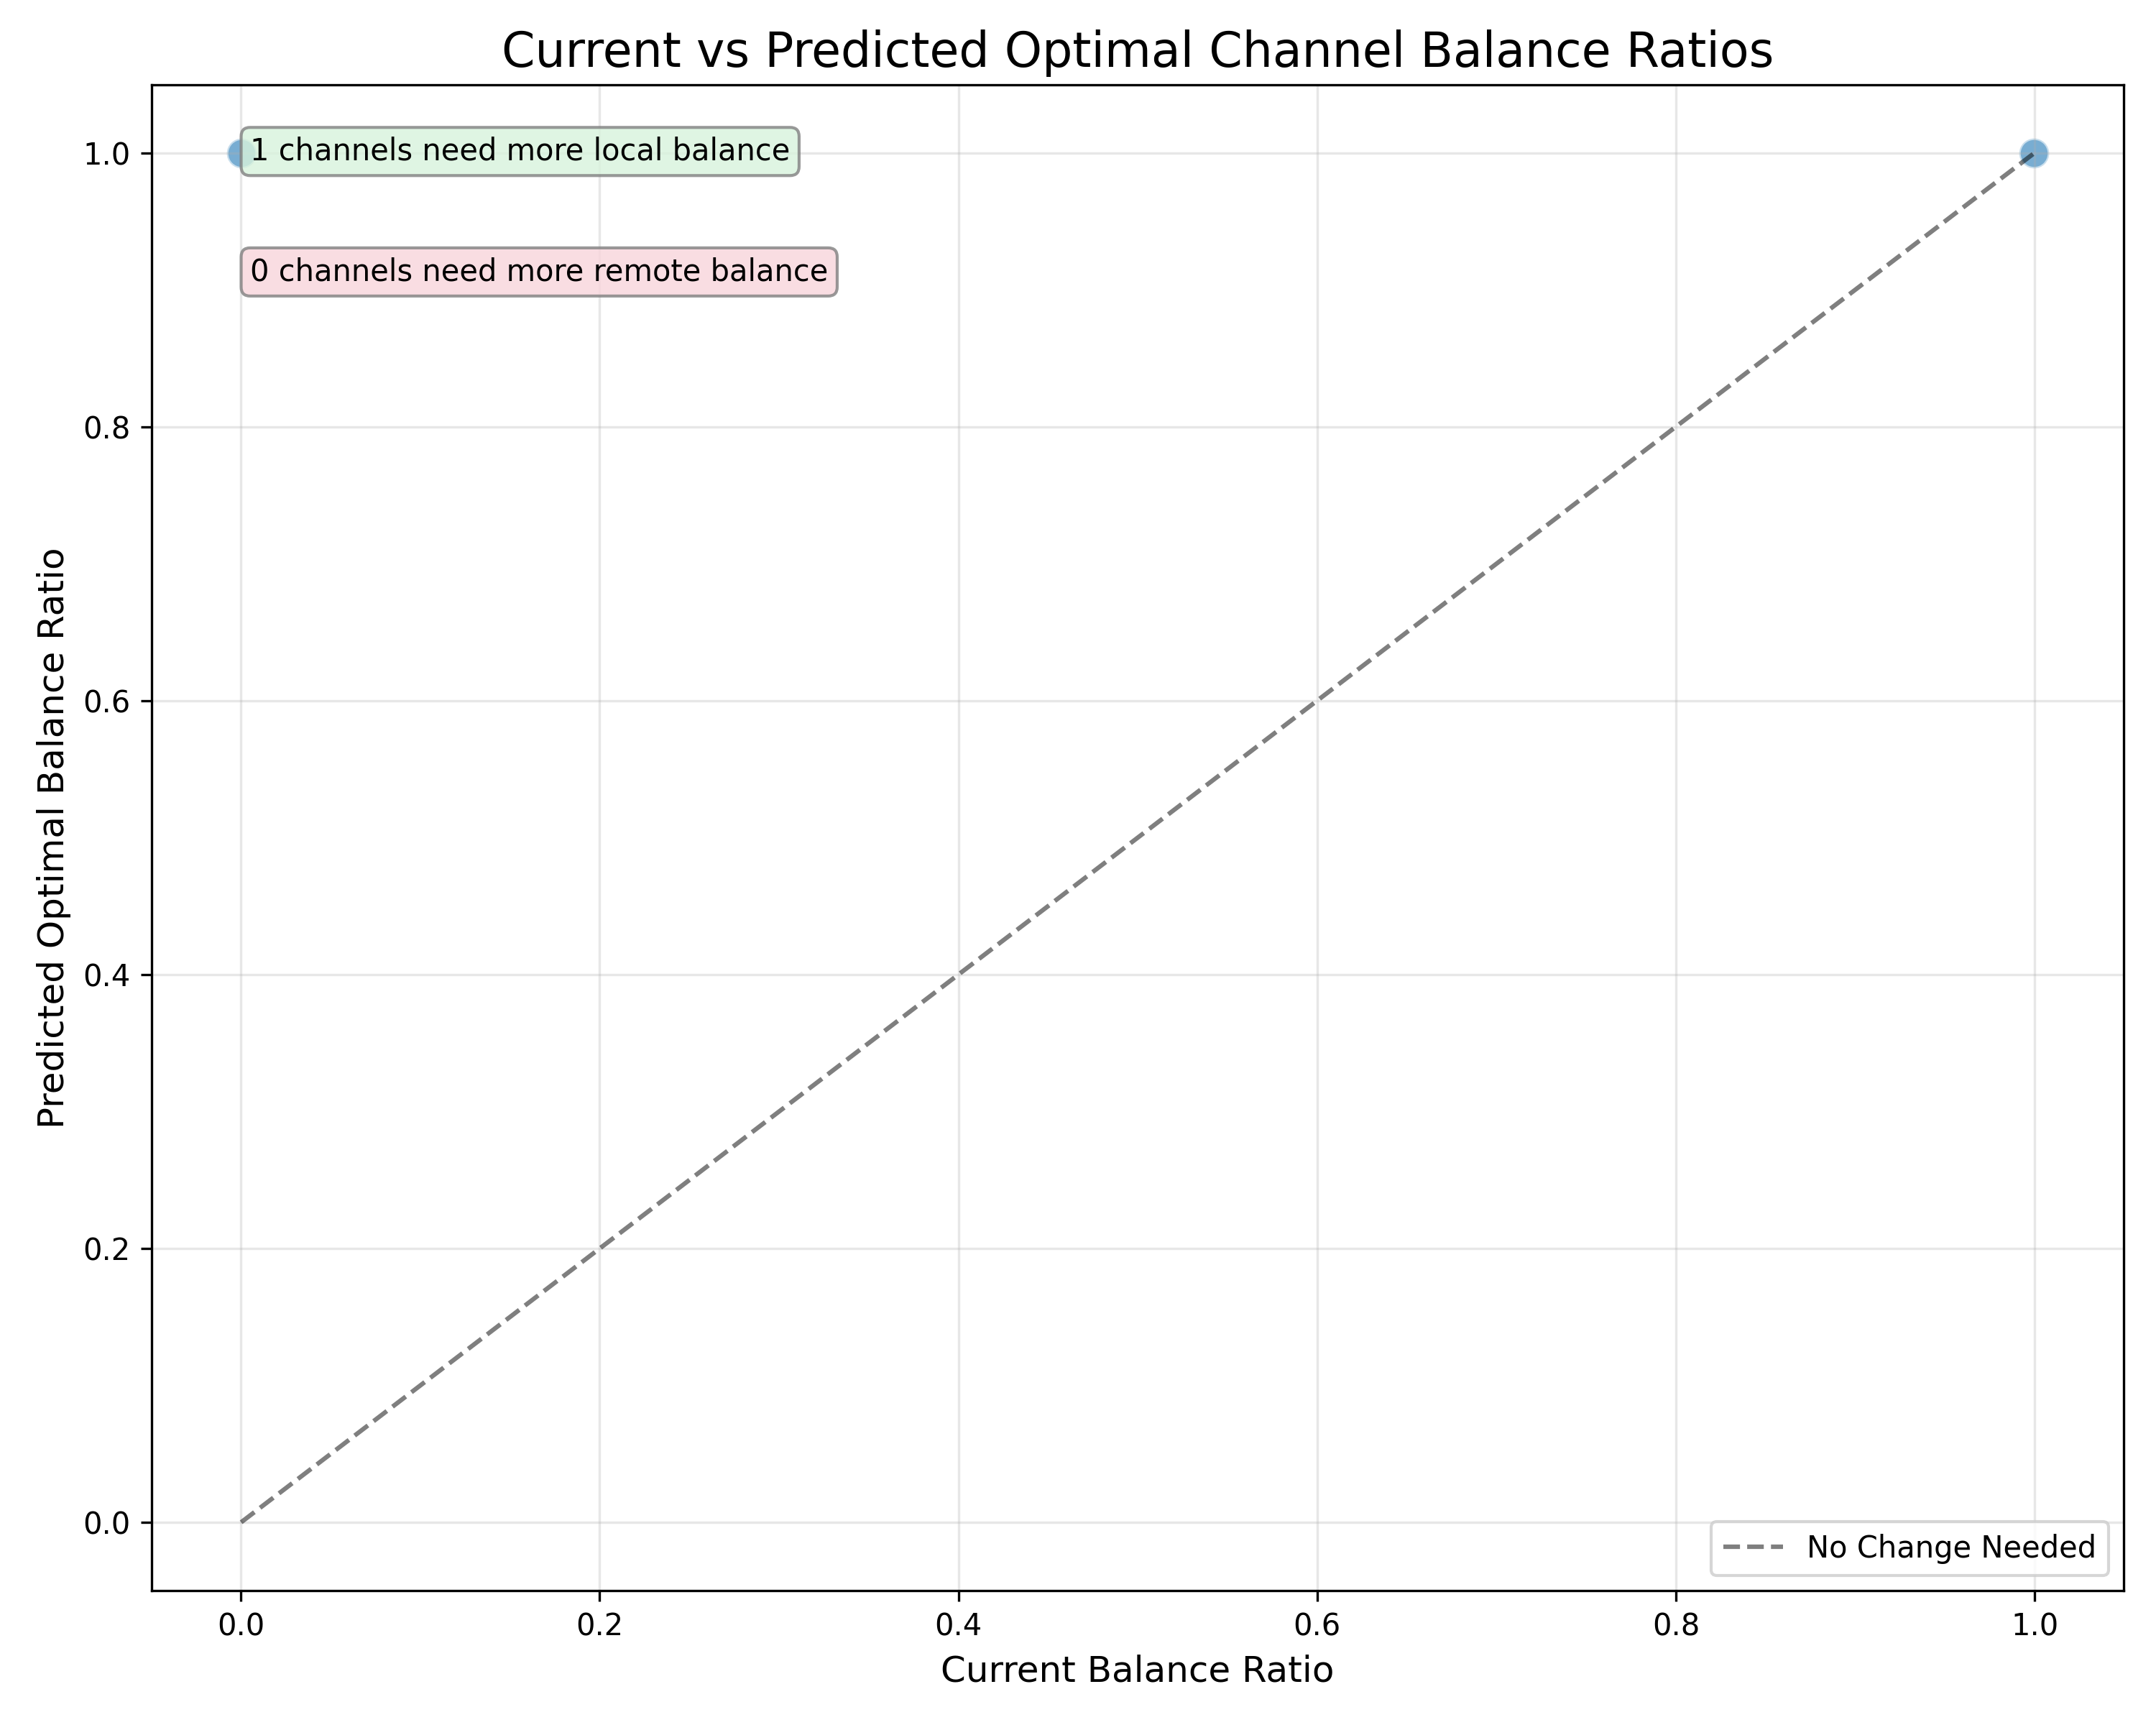 Current vs Predicted Optimal Channel Balance Ratios
1.0
1 channels need more local balance
0 channels need more remote balance
0.8
0.6
0.4
0.2
0.0
Predicted Optimal Balance Ratio
No Change Needed
0.0 0.2 0.4 0.6 0.8 1.0
Current Balance Ratio